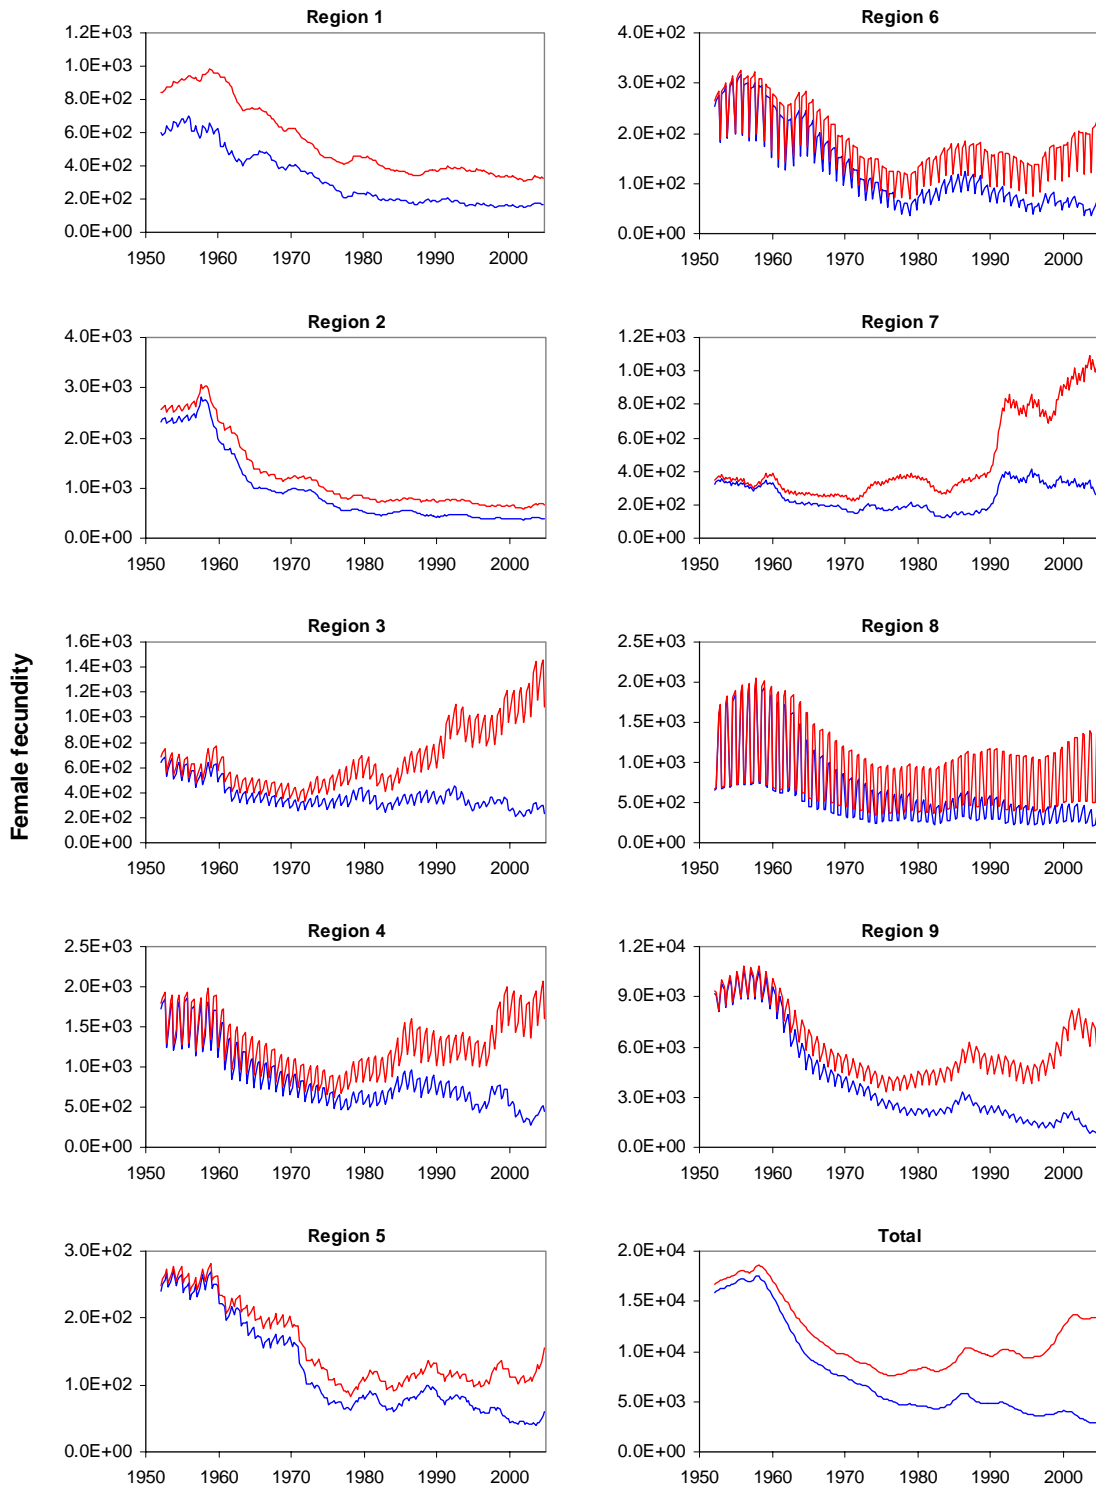 Female fecundity
Region 1
1.2E+03
1.0E+03
8.0E+02
6.0E+02
4.0E+02
2.0E+02
0.0E+00
1950 1960 1970 1980 1990 2000
Region 6
4.0E+02
3.0E+02
2.0E+02
1.0E+02
0.0E+00
1950 1960 1970 1980 1990 2000
Region 2
4.0E+03
3.0E+03
2.0E+03
1.0E+03
0.0E+00
1950 1960 1970 1980 1990 2000
Region 7
1.2E+03
1.0E+03
8.0E+02
6.0E+02
4.0E+02
2.0E+02
0.0E+00
1950 1960 1970 1980 1990 2000
Region 3
1.6E+03
1.4E+03
1.2E+03
1.0E+03
8.0E+02
6.0E+02
4.0E+02
2.0E+02
0.0E+00
1950 1960 1970 1980 1990 2000
Region 8
2.5E+03
2.0E+03
1.5E+03
1.0E+03
5.0E+02
0.0E+00
1950 1960 1970 1980 1990 2000
Region 4
2.5E+03
2.0E+03
1.5E+03
1.0E+03
5.0E+02
0.0E+00
1950 1960 1970 1980 1990 2000
Region 9
1.2E+04
9.0E+03
6.0E+03
3.0E+03
0.0E+00
1950 1960 1970 1980 1990 2000
Region 5
3.0E+02
2.0E+02
1.0E+02
0.0E+00
1950 1960 1970 1980 1990 2000
Total
2.0E+04
1.5E+04
1.0E+04
5.0E+03
0.0E+00
1950 1960 1970 1980 1990 2000